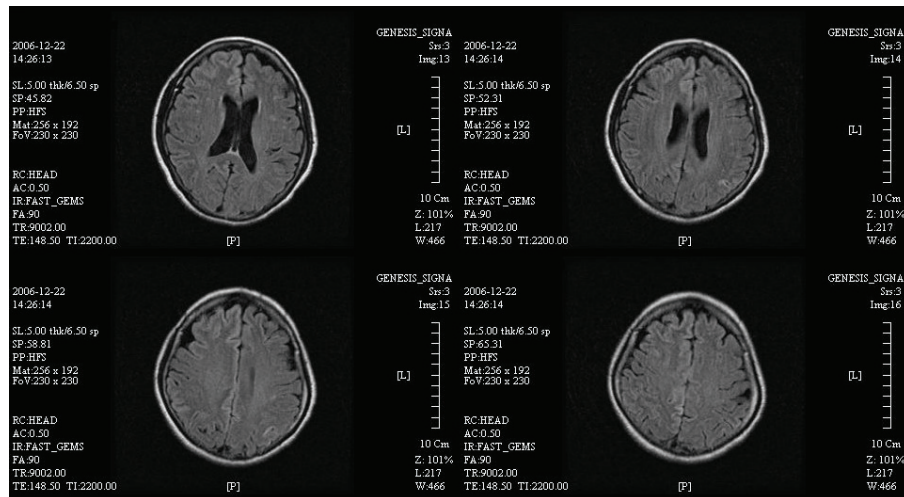 GENESIS_SIGNA
2006-12-22
Srs:3
14:26:13
Img:13
SL:5.00 thk/6.50 sp
SP:45.82
PP:HFS
Mat:256 x 192
FoV:230 x 230
[L]
RC:HEAD
AC:0.50
IR:FAST_GEMS
FA:90
TR:9002.00
TE:148.50 TI:2200.00
[P]
10 Cm
Z: 101%
L:217
W:466
GENESIS_SIGNA
2006-12-22
Srs:3
14:26:14
Img:14
SL:5.00 thk/6.50 sp
SP:52.31
PP:HFS
Mat:256 x 192
FoV:230 x 230
[L]
RC:HEAD
AC:0.50
IR:FAST_GEMS
FA:90
TR:9002.00
TE:148.50 TI:2200.00
[P]
10 Cm
Z: 101%
L:217
W:466
GENESIS_SIGNA
2006-12-22
Srs:3
14:26:14
Img:15
SL:5.00 thk/6.50 sp
SP:58.81
PP:HFS
Mat:256 x 192
FoV:230 x 230
[L]
RC:HEAD
AC:0.50
IR:FAST_GEMS
FA:90
TR:9002.00
TE:148.50 TI:2200.00
[P]
10 Cm
Z: 101%
L:217
W:466
GENESIS_SIGNA
2006-12-22
Srs:3
14:26:14
Img:16
SL:5.00 thk/6.50 sp
SP:65.31
PP:HFS
Mat:256 x 192
FoV:230 x 230
[L]
RC:HEAD
AC:0.50
IR:FAST_GEMS
FA:90
TR:9002.00
TE:148.50 TI:2200.00
[P]
10 Cm
Z: 101%
L:217
W:466